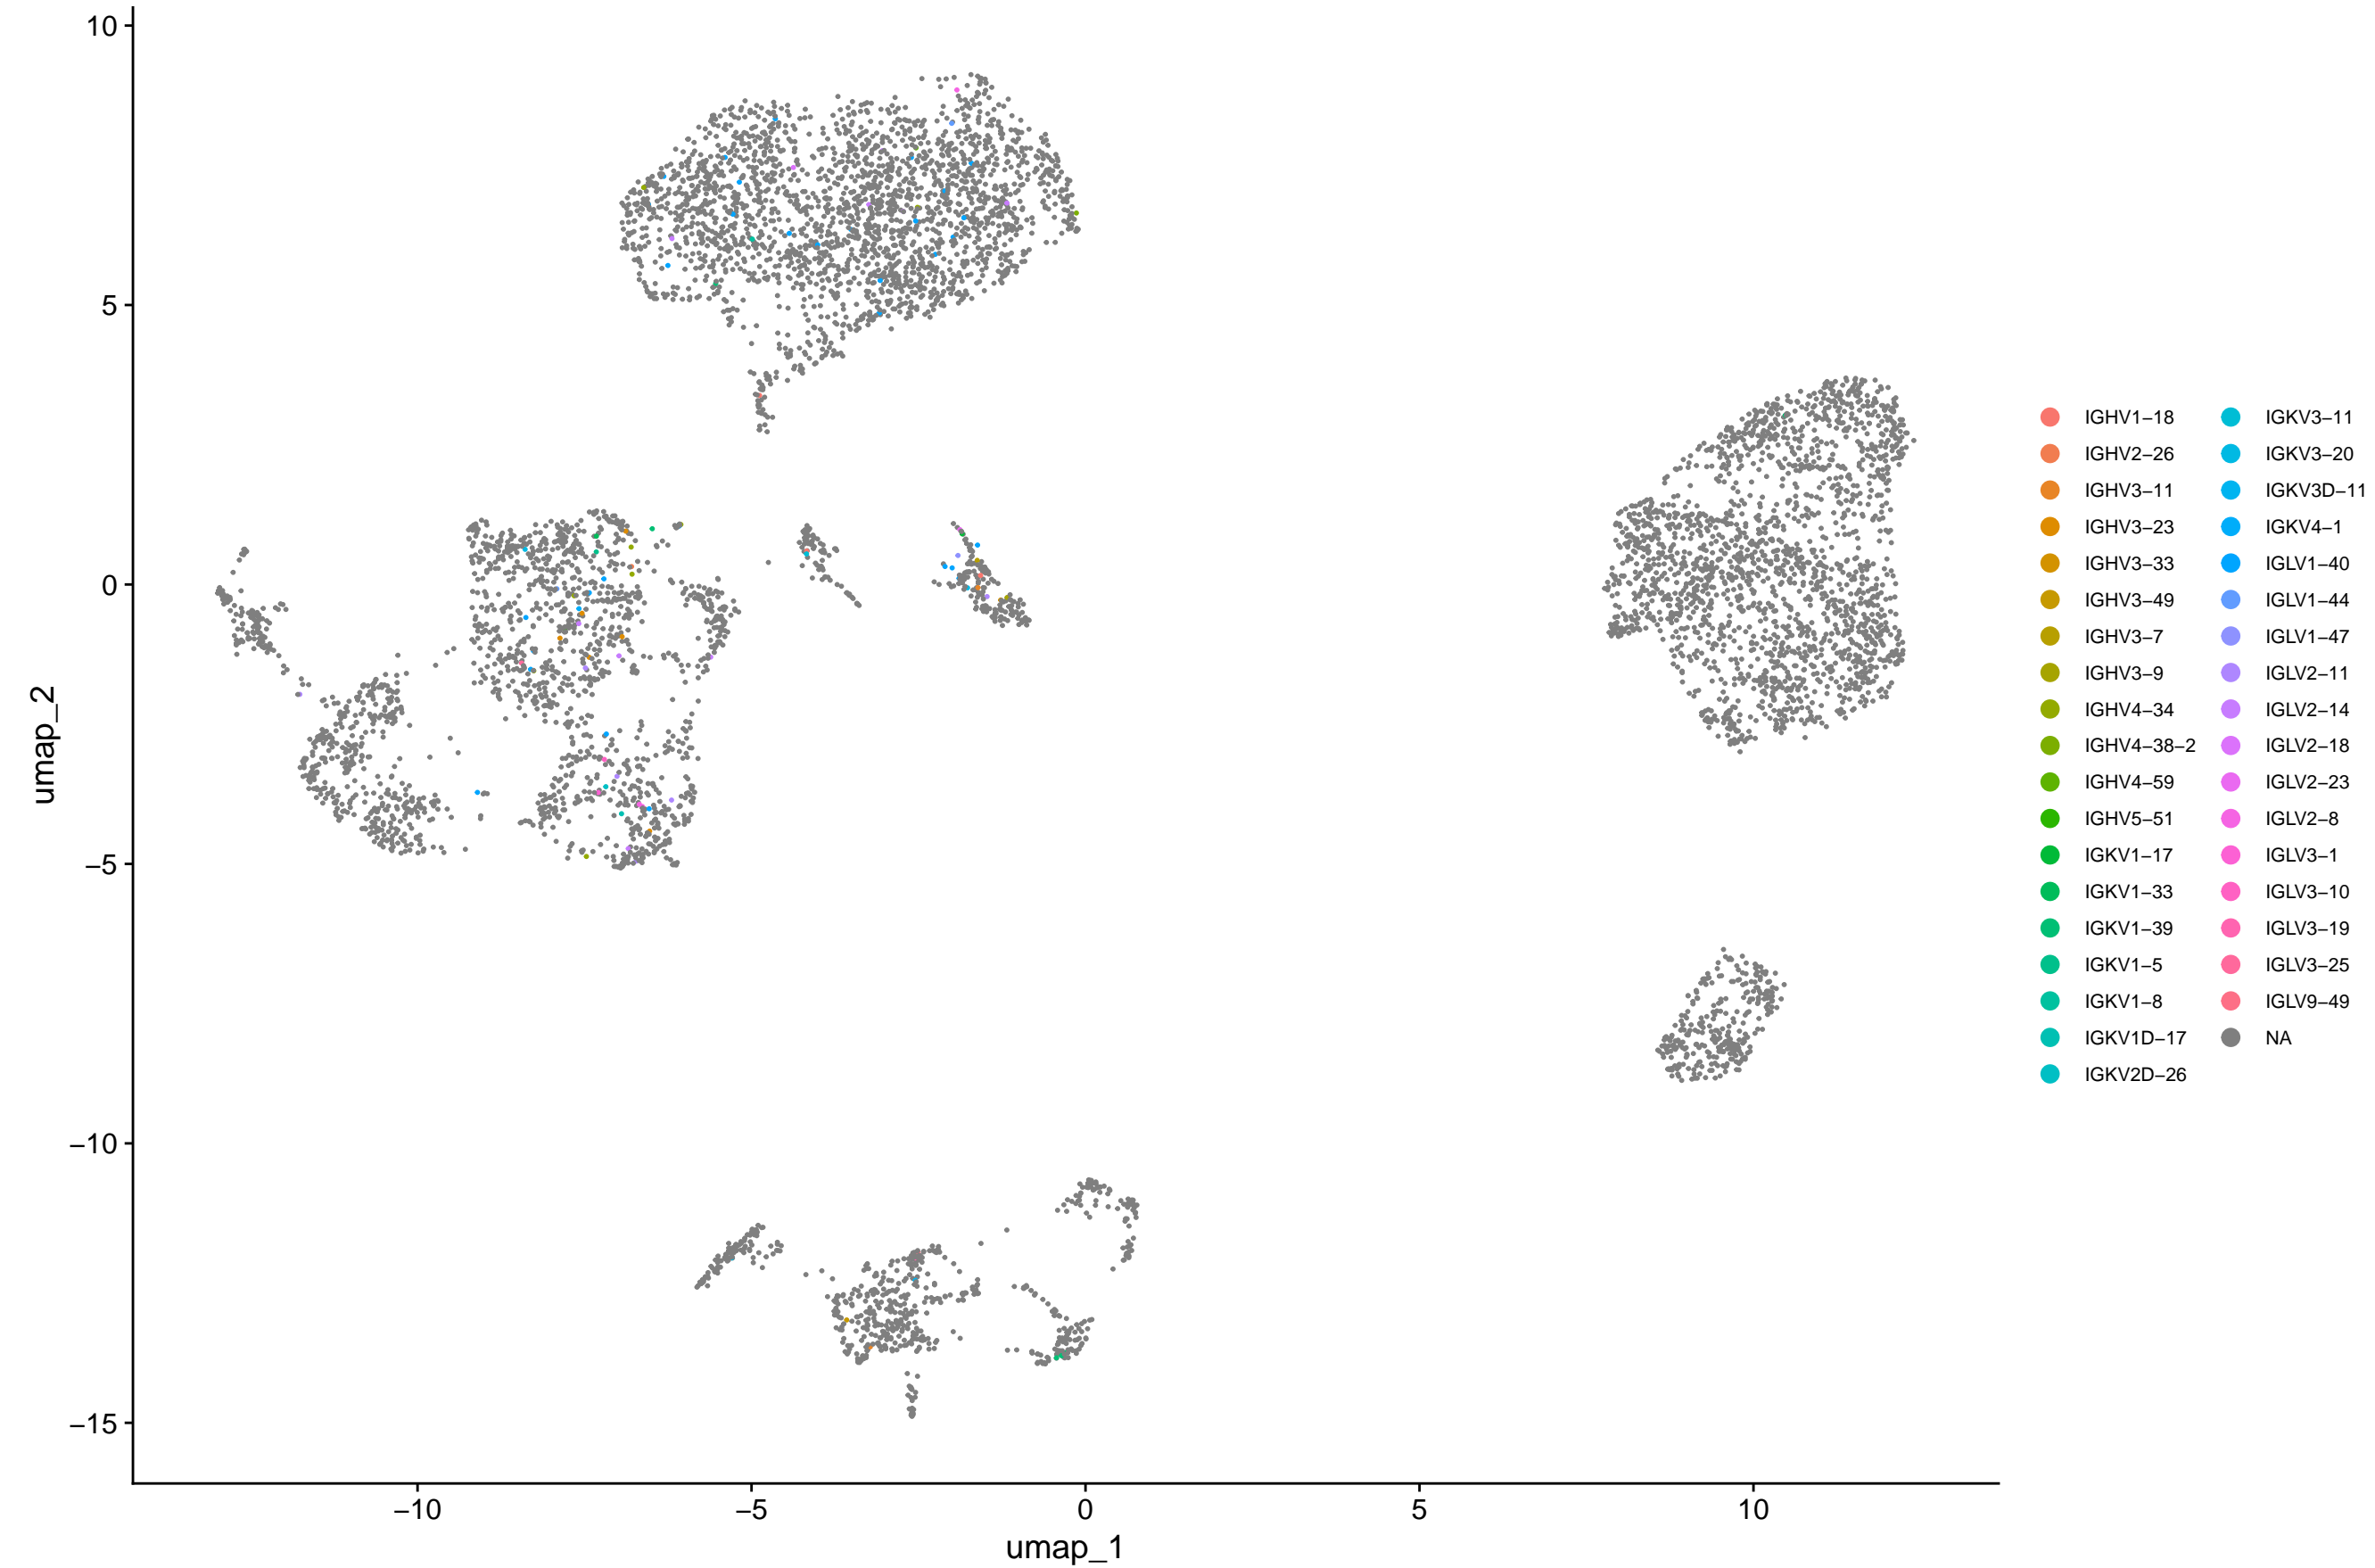 10
5
0
−5
−10
−15
umap_2
−10
−5
0
5
10
umap_1
IGHV1−18
IGHV2−26
IGHV3−11
IGHV3−23
IGHV3−33
IGHV3−49
IGHV3−7
IGHV3−9
IGHV4−34
IGHV4−38−2
IGHV4−59
IGHV5−51
IGKV1−17
IGKV1−33
IGKV1−39
IGKV1−5
IGKV1−8
IGKV1D−17
IGKV2D−26
IGKV3−11
IGKV3−20
IGKV3D−11
IGKV4−1
IGLV1−40
IGLV1−44
IGLV1−47
IGLV2−11
IGLV2−14
IGLV2−18
IGLV2−23
IGLV2−8
IGLV3−1
IGLV3−10
IGLV3−19
IGLV3−25
IGLV9−49
NA